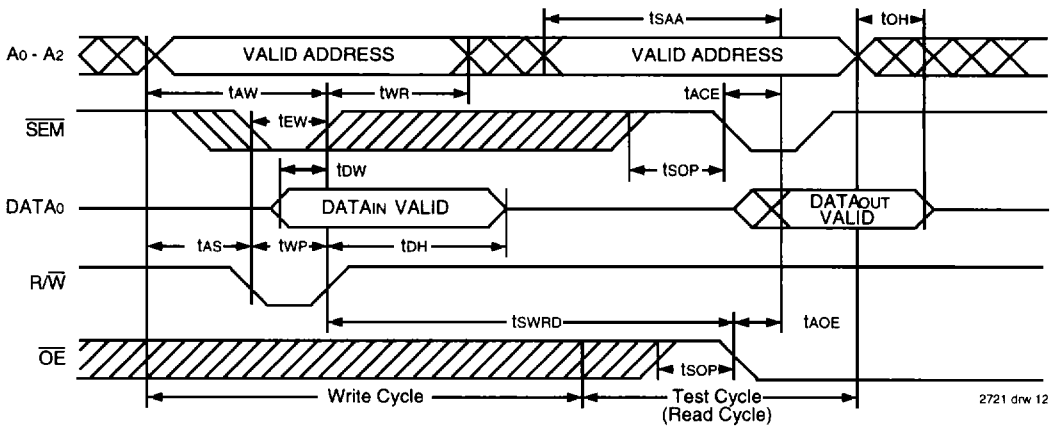 tSAA
tOH
A0 - A2
VALID ADDRESS
VALID ADDRESS
tAW
tWR
tACE
SEM
tEW
tSOP
tDW
DATA0
DATAIN VALID
DATAOUT
VALID
tAS
tWP
tDH
R/W
tSWRD
tAOE
OE
tSOP
Write Cycle
Test Cycle
(Read Cycle)
2721 drw 12